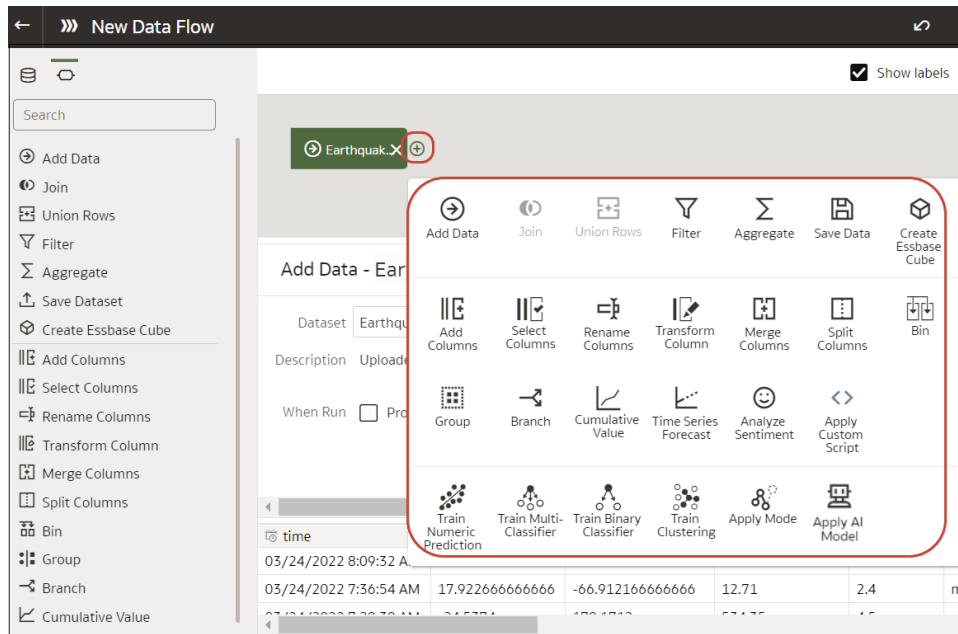 New Data Flow
Show labels
Search
Add Data
Join
Union Rows
Filter
Aggregate
Save Dataset
Create Essbase Cube
Add Columns
Select Columns
Rename Columns
Transform Column
Merge Columns
Split Columns
Bin
Group
Branch
Cumulative Value
Earthquak..
Add Data
Join
Union Rows
Filter
Aggregate
Save Data
Create
Essbase
Cube
Add
Columns
Select
Columns
Rename
Columns
Transform
Column
Merge
Columns
Split
Columns
Bin
Group
Branch
Cumulative
Value
Time Series
Forecast
Analyze
Sentiment
Apply
Custom
Script
Train
Numeric
Prediction
Train Multi-
Classifier
Train Binary
Classifier
Train
Clustering
Apply Mode
Apply AI
Model
Add Data - Ear
Dataset Earthqu
Description Uploade
When Run Pro
time
03/24/2022 8:09:32 A
03/24/2022 7:36:54 AM 17.922666666666 -66.912166666666 12.71 2.4